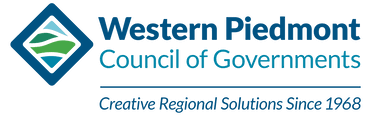 Western Piedmont
Council of Governments
Creative Regional Solutions Since 1968